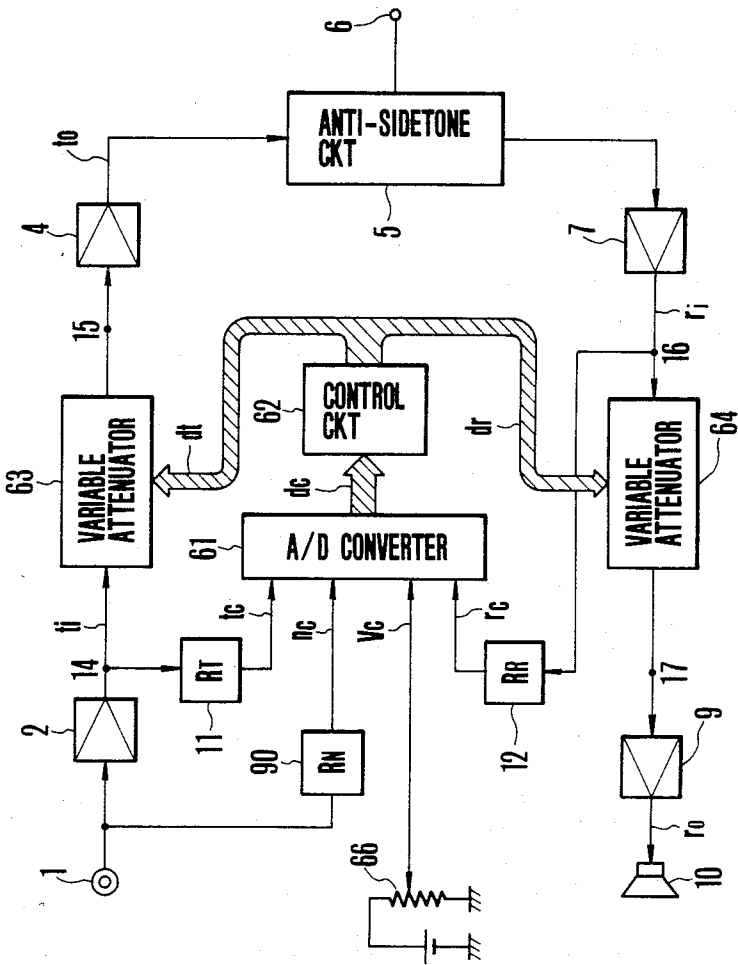 6
to
ANTI-SIDETONE
CKT
4
5
7
15
ri
16
63
VARIABLE
ATTENUATOR
dt
62
CONTROL
CKT
dr
64
VARIABLE
ATTENUATOR
dc
61
A/D CONVERTER
ti
tc
nc
Vc
rc
14
RT
11
RR
12
17
2
90
RN
9
1
66
ro
10